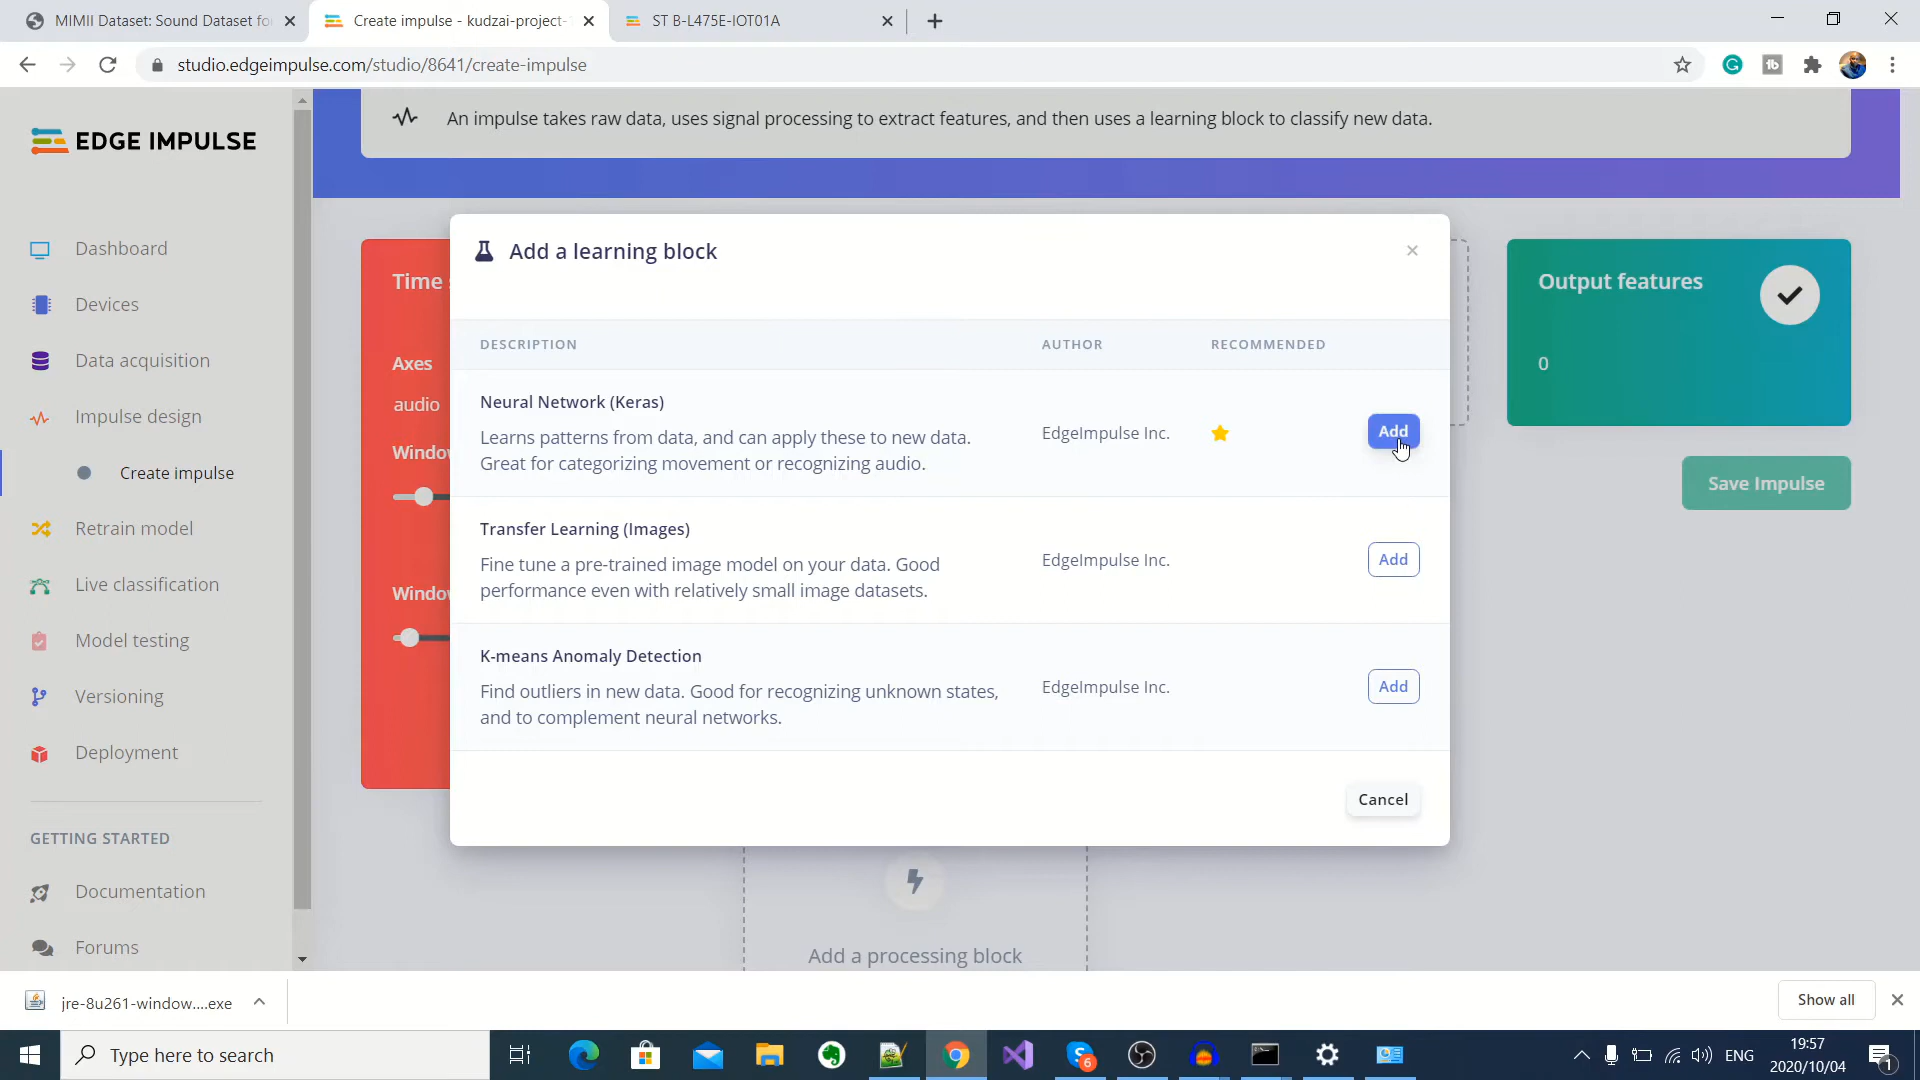 MIMII Dataset: Sound Dataset fo
Create impulse - kudzai-project-
ST B-L475E-IOT01A
studio.edgeimpulse.com/studio/8641/create-impulse
EDGE IMPULSE
An impulse takes raw data, uses signal processing to extract features, and then uses a learning block to classify new data.
Dashboard
Devices
Data acquisition
Impulse design
Create impulse
Retrain model
Live classification
Model testing
Versioning
Deployment
GETTING STARTED
Documentation
Forums
Time
Axes
audio
Window
Window
Add a learning block
DESCRIPTION
AUTHOR
RECOMMENDED
Neural Network (Keras)
Learns patterns from data, and can apply these to new data.
Great for categorizing movement or recognizing audio.
EdgeImpulse Inc.
Add
Transfer Learning (Images)
Fine tune a pre-trained image model on your data. Good
performance even with relatively small image datasets.
EdgeImpulse Inc.
Add
K-means Anomaly Detection
Find outliers in new data. Good for recognizing unknown states,
and to complement neural networks.
EdgeImpulse Inc.
Add
Cancel
Output features
0
Save Impulse
Add a processing block
jre-8u261-window....exe
Show all
Type here to search
6
ENG
19:57
2020/10/04
1